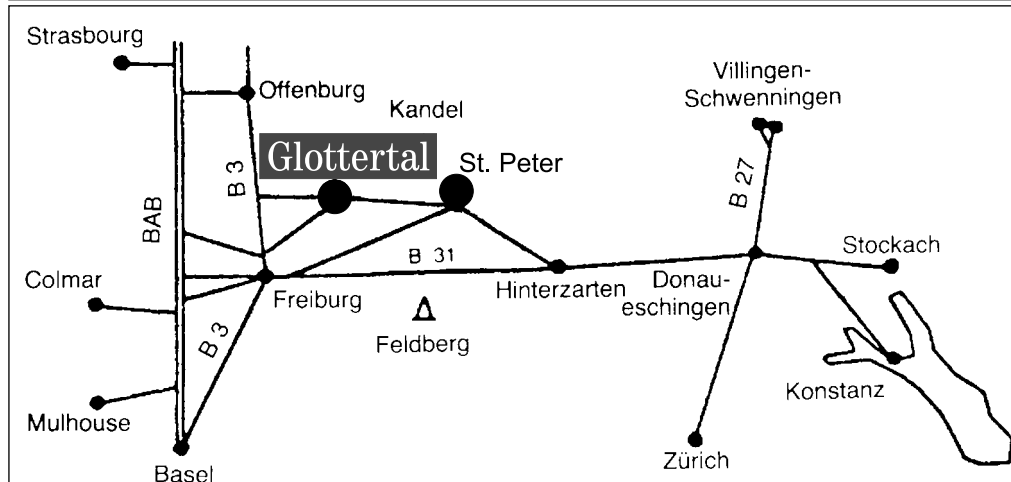 Strasbourg
Offenburg
Kandel
Villingen-
Schwenningen
Glottertal
St. Peter
B 3
B 27
BAB
B 31
Stockach
Colmar
Freiburg
Hinterzarten
Donau-
eschingen
B 3
Feldberg
Konstanz
Mulhouse
Basel
Zürich